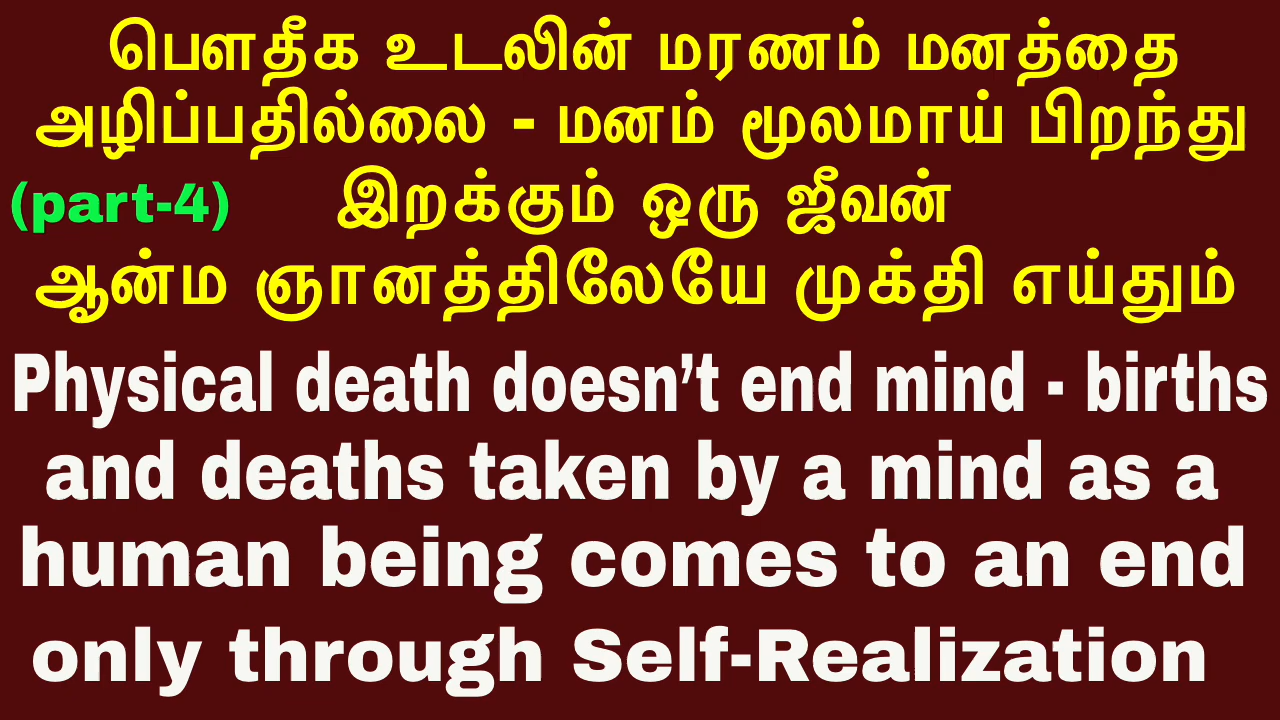 பௌதீக உடலின் மரணம் மனத்தை
அழிப்பதில்லை - மனம் மூலமாய் பிறந்து
(part-4) இறக்கும் ஒரு ஜீவன்
ஆன்ம ஞானத்திலேயே முக்தி எய்தும்
Physical death doesn’t end mind - births
and deaths taken by a mind as a
human being comes to an end
only through Self-Realization